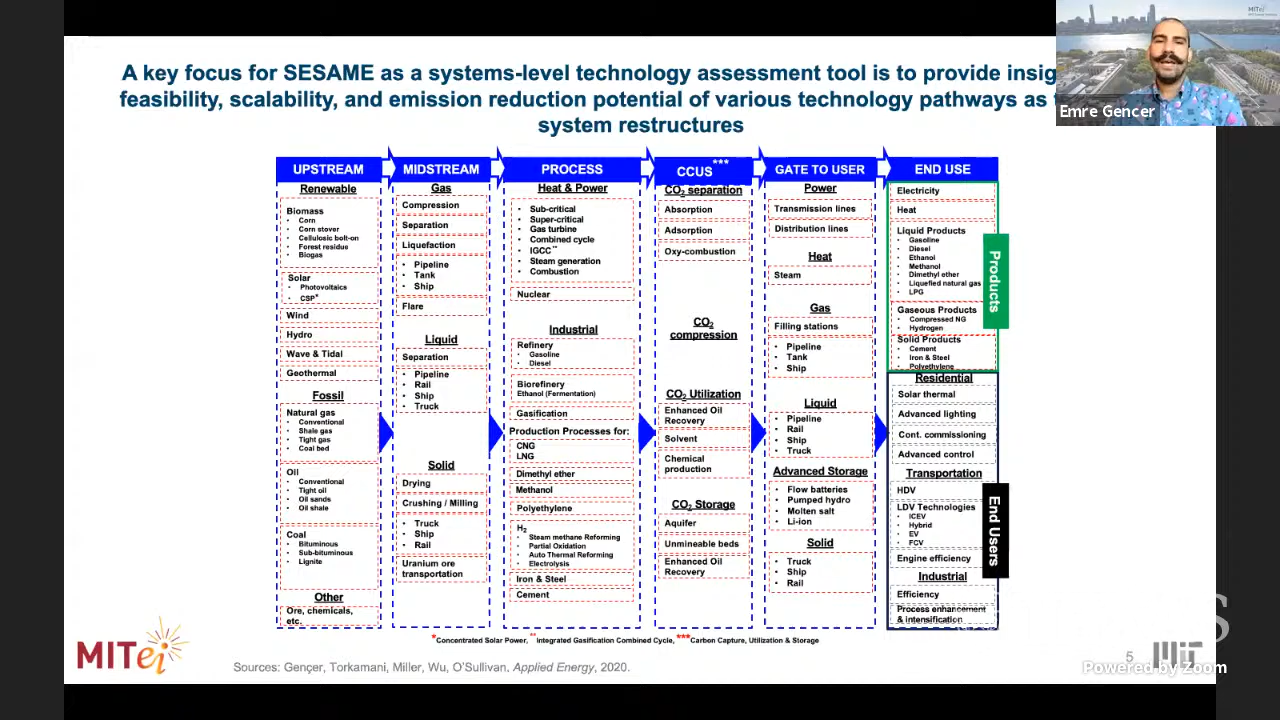 A key focus for SESAME as a systems-level technology assessment tool is to provide
feasibility, scalability, and emission reduction potential of various technology pathways as
system restructures
MITei
Emre Gencer
UPSTREAM
Renewable
Biomass
• Corn
• Corn stover
• Cellulosic bolt-on
• Forest residue
• Biogas
Solar
• Photovoltaics
• CSP*
Wind
Hydro
Wave & Tidal
Geothermal
Fossil
Natural gas
• Conventional
• Shale gas
• Tight gas
• Coal bed
Oil
• Conventional
• Tight oil
• Oil sands
• Oil shale
Coal
• Bituminous
• Sub-bituminous
• Lignite
Other
Ore, chemicals,
etc.
MIDSTREAM
Gas
Compression
Separation
Liquefaction
• Pipeline
• Tank
• Ship
Flare
Liquid
Separation
• Pipeline
• Rail
• Ship
• Truck
Solid
Drying
Crushing / Milling
• Truck
• Ship
• Rail
Uranium ore
transportation
PROCESS
Heat & Power
• Sub-critical
• Super-critical
• Gas turbine
• Combined cycle
• IGCC**
• Steam generation
• Combustion
Nuclear
Industrial
Refinery
• Gasoline
• Diesel
Biorefinery
Ethanol (Fermentation)
Gasification
Production Processes for:
CNG
LNG
Dimethyl ether
Methanol
Polyethylene
H2
• Steam methane Reforming
• Partial Oxidation
• Auto Thermal Reforming
• Electrolysis
Iron & Steel
Cement
CCUS***
CO2 separation
Absorption
Adsorption
Oxy-combustion
CO2
compression
CO2 Utilization
Enhanced Oil
Recovery
Solvent
Chemical
production
CO2 Storage
Aquifer
Unmineable beds
Enhanced Oil
Recovery
GATE TO USER
Power
Transmission lines
Distribution lines
Heat
Steam
Gas
Filling stations
• Pipeline
• Tank
• Ship
Liquid
• Pipeline
• Rail
• Ship
• Truck
Advanced Storage
• Flow batteries
• Pumped hydro
• Molten salt
• Li-ion
Solid
• Truck
• Ship
• Rail
END USE
Electricity
Heat
Liquid Products
• Gasoline
• Diesel
• Ethanol
• Methanol
• Dimethyl ether
• Liquefied natural gas
• LPG
Gaseous Products
• Compressed NG
• Hydrogen
Solid Products
• Cement
• Iron & Steel
• Polyethylene
Products
Residential
Solar thermal
Advanced lighting
Cont. commissioning
Advanced control
Transportation
HDV
LDV Technologies
• ICEV
• Hybrid
• EV
• FCV
Engine efficiency
Industrial
Efficiency
Process enhancement
& intensification
End Users
*Concentrated Solar Power, **Integrated Gasification Combined Cycle, ***Carbon Capture, Utilization & Storage
MITei
Sources: Gençer, Torkamani, Miller, Wu, O'Sullivan, Applied Energy, 2020.
5
MIT
Powered by Zoom